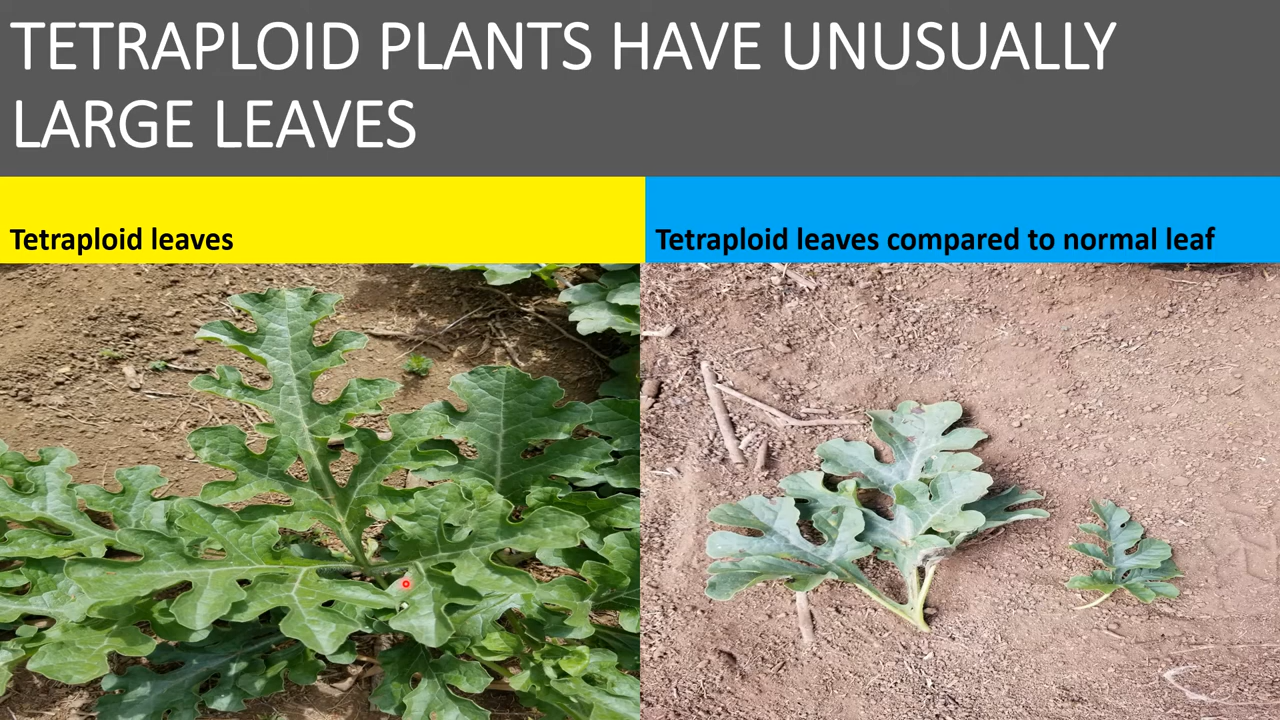 TETRAPLOID PLANTS HAVE UNUSUALLY
LARGE LEAVES
Tetraploid leaves
Tetraploid leaves compared to normal leaf